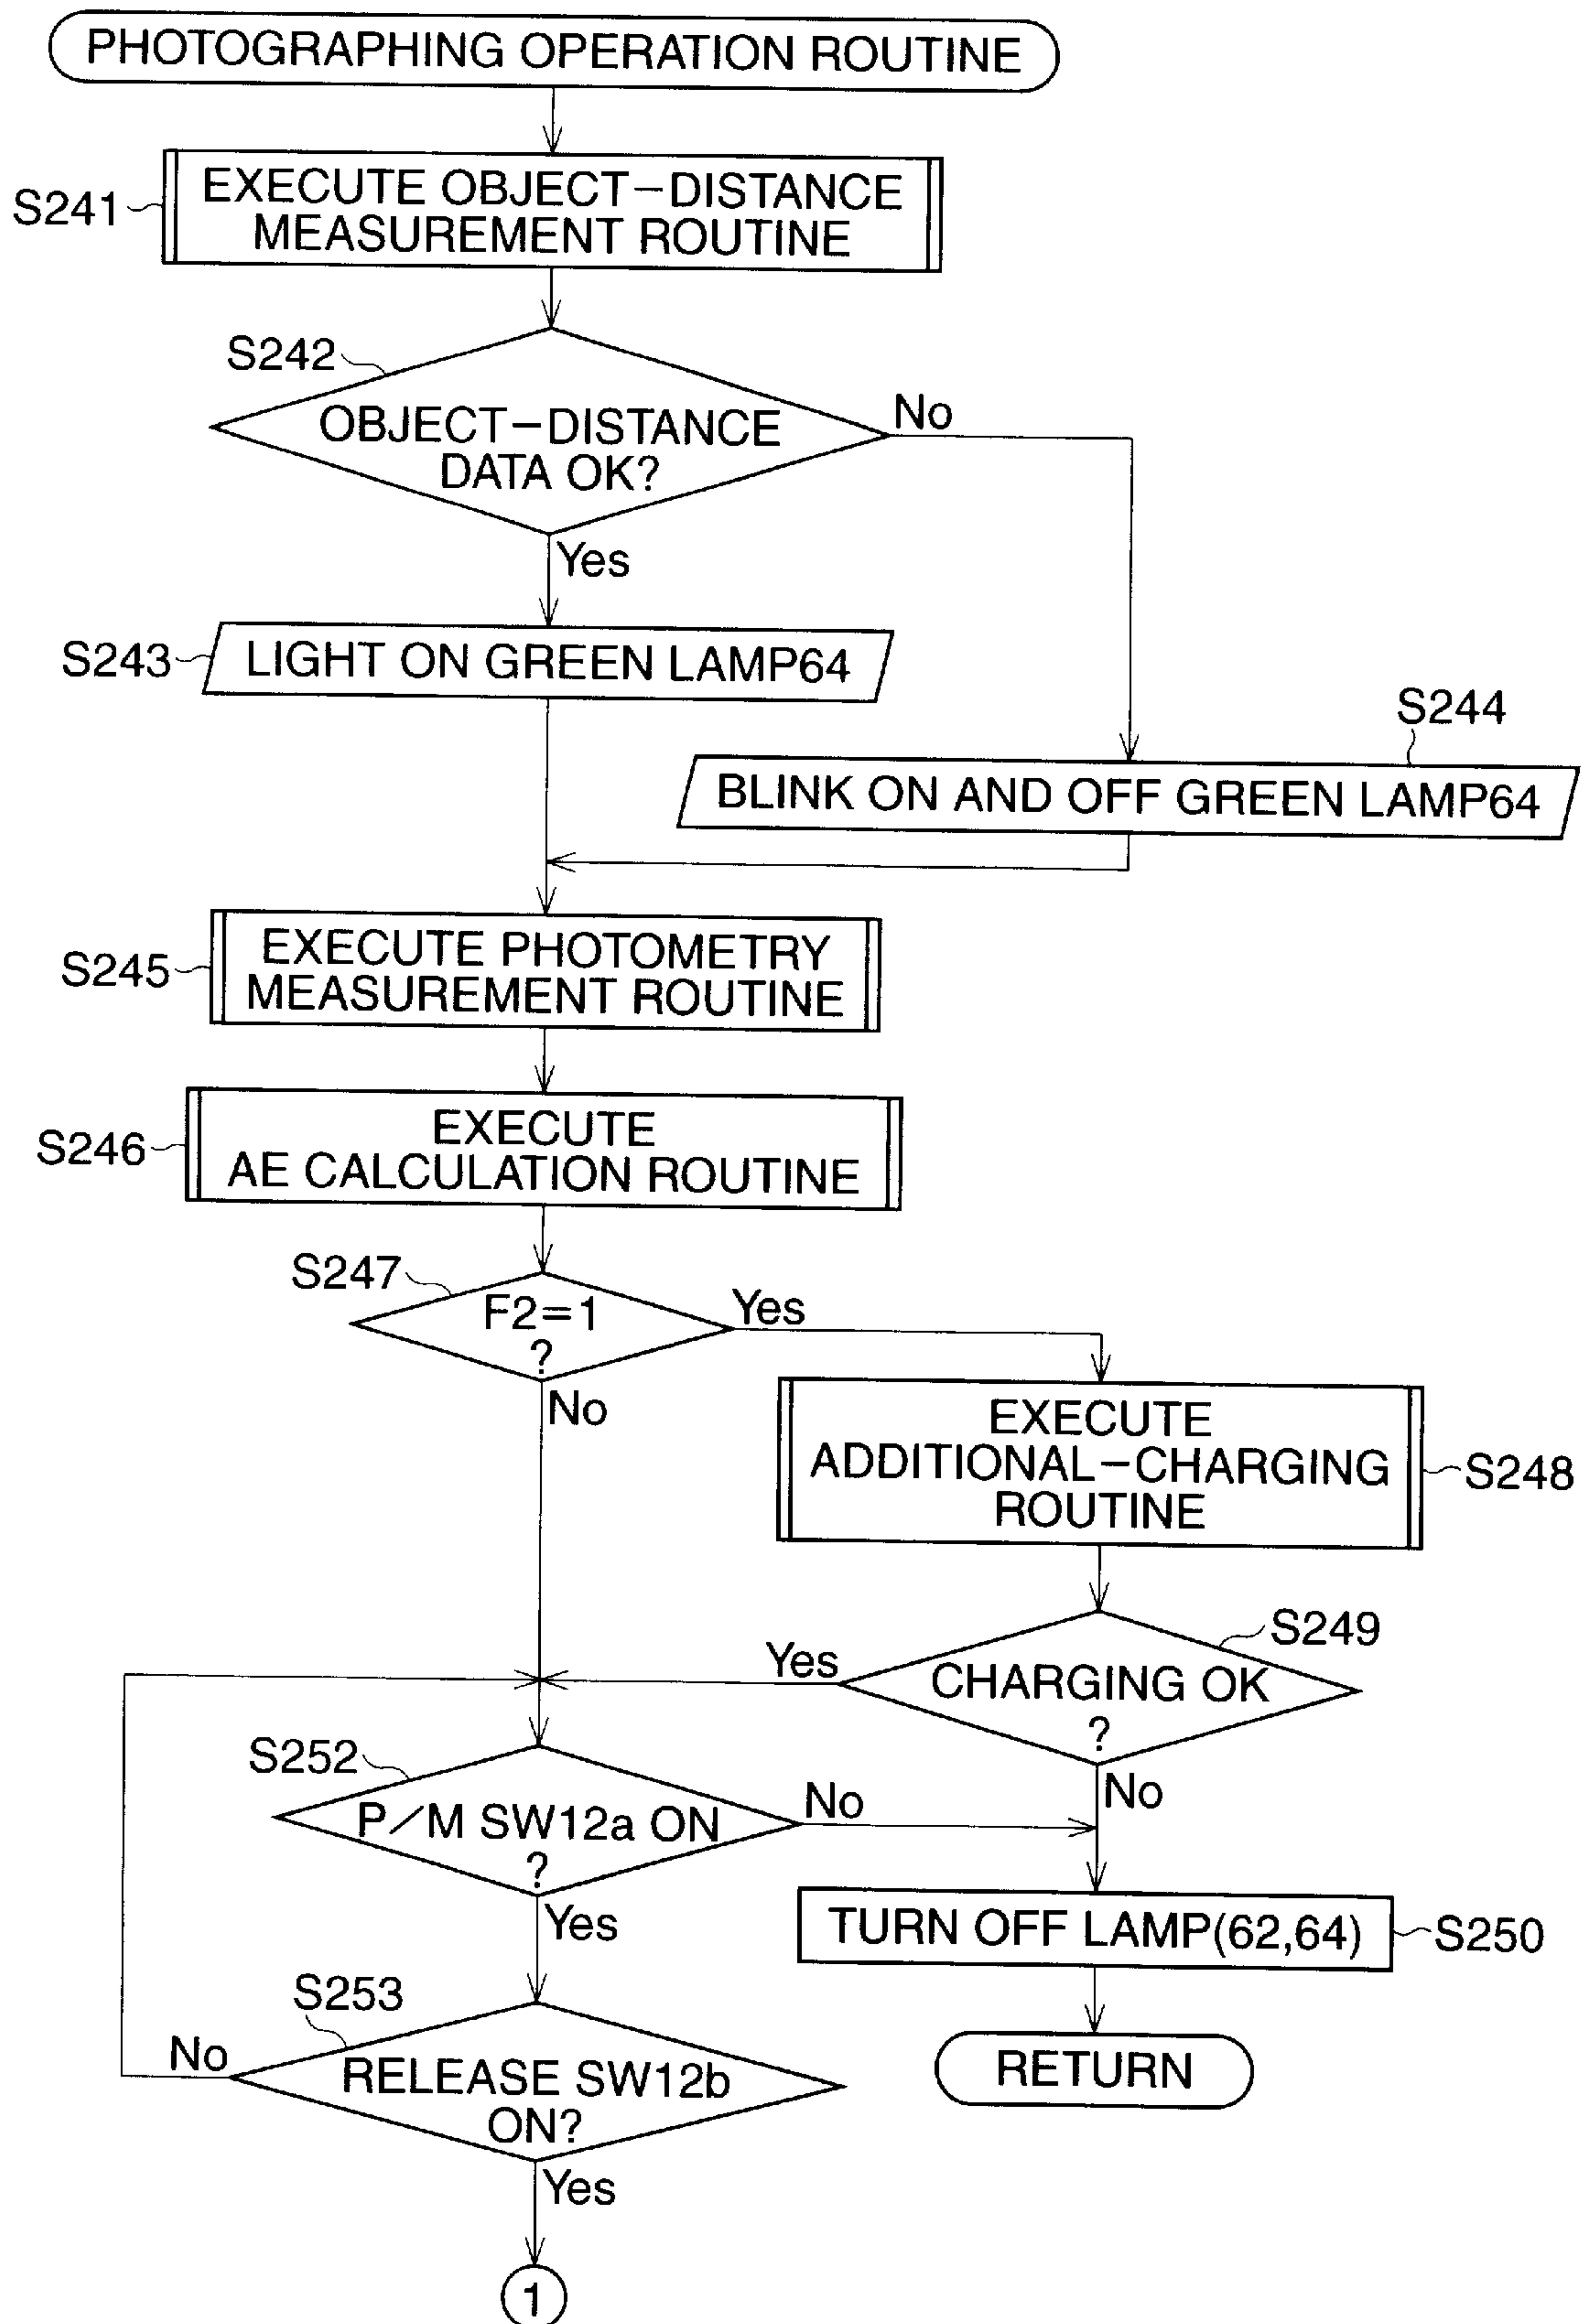 PHOTOGRAPHING OPERATION ROUTINE
S241
EXECUTE OBJECT-DISTANCE
MEASUREMENT ROUTINE
S242
OBJECT-DISTANCE
DATA OK?
No
Yes
S243
LIGHT ON GREEN LAMP64
S244
BLINK ON AND OFF GREEN LAMP64
S245
EXECUTE PHOTOMETRY
MEASUREMENT ROUTINE
S246
EXECUTE
AE CALCULATION ROUTINE
S247
F2=1
?
Yes
No
EXECUTE
ADDITIONAL-CHARGING
ROUTINE
S248
S249
CHARGING OK
?
Yes
No
S252
P/M SW12a ON
?
No
Yes
TURN OFF LAMP(62,64)
S250
S253
RELEASE SW12b
ON?
No
Yes
RETURN
1